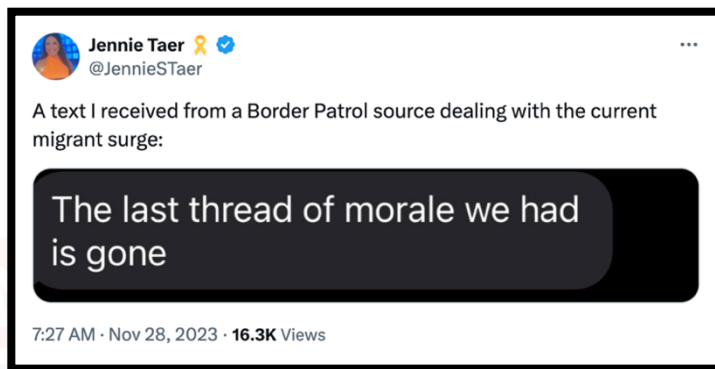 Jennie Taer 🎗
@JennieSTaer
A text I received from a Border Patrol source dealing with the current
migrant surge:
The last thread of morale we had
is gone
7:27 AM · Nov 28, 2023 · 16.3K Views